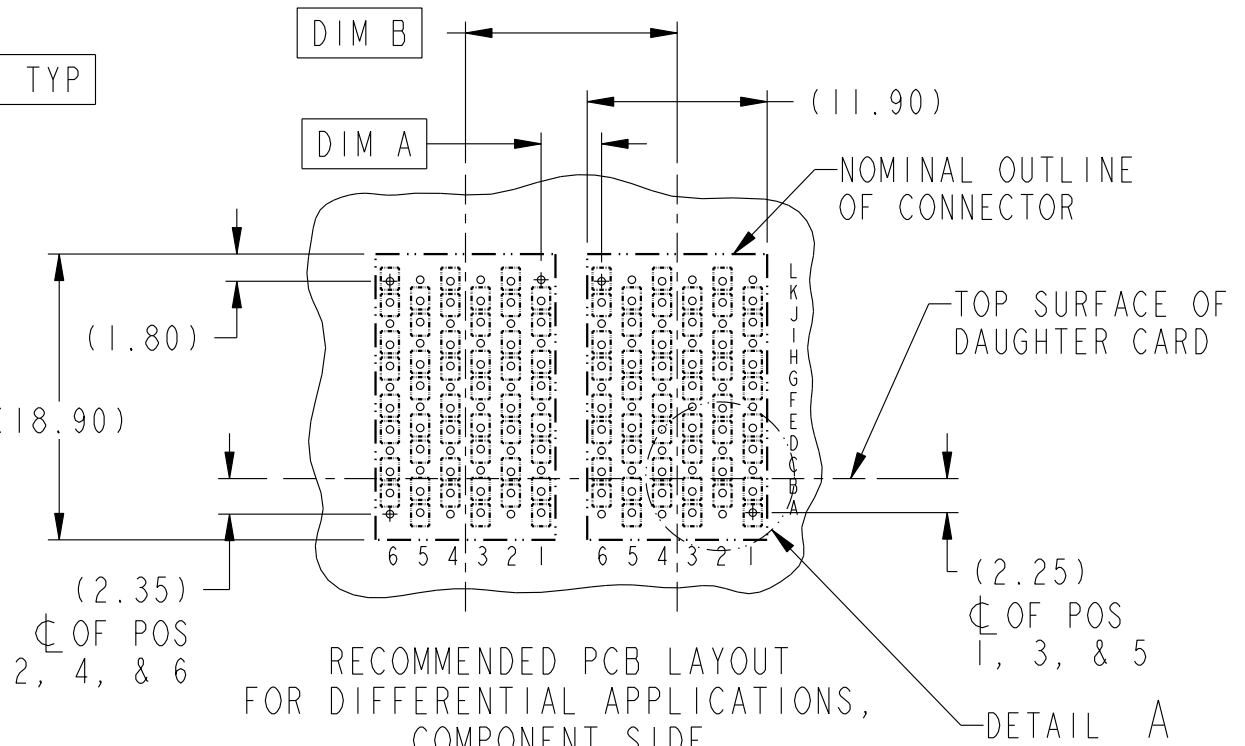 DIM B
TYP
(11.90)
DIM A
NOMINAL OUTLINE
OF CONNECTOR
L
K
J
I
H
G
F
E
D
C
B
A
TOP SURFACE OF
DAUGHTER CARD
(1.80)
(18.90)
6 5 4 3 2 1
6 5 4 3 2 1
(2.35)
℄ OF POS
2, 4, & 6
(2.25)
℄ OF POS
1, 3, & 5
RECOMMENDED PCB LAYOUT
FOR DIFFERENTIAL APPLICATIONS,
COMPONENT SIDE
DETAIL A